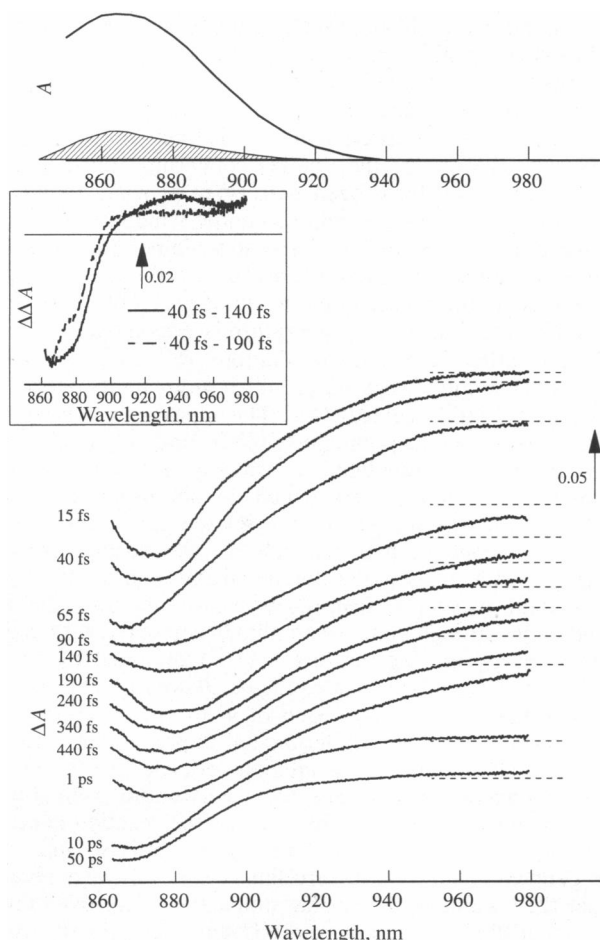 A
860 880 900 920 940 960 980
ΔΔA
0.02
40 fs - 140 fs
40 fs - 190 fs
860 880 900 920 940 960 980
Wavelength, nm
0.05
15 fs
40 fs
65 fs
90 fs
140 fs
190 fs
240 fs
340 fs
440 fs
1 ps
10 ps
50 ps
ΔA
860 880 900 920 940 960 980
Wavelength, nm